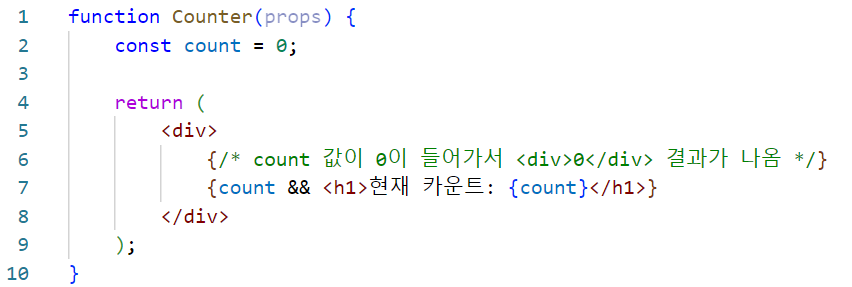 1 function Counter(props) {
2     const count = 0;
3
4     return (
5         <div>
6             {/* count 값이 0이 들어가서 <div>0</div> 결과가 나옴 */}
7             {count && <h1>현재 카운트: {count}</h1>}
8         </div>
9     );
10 }